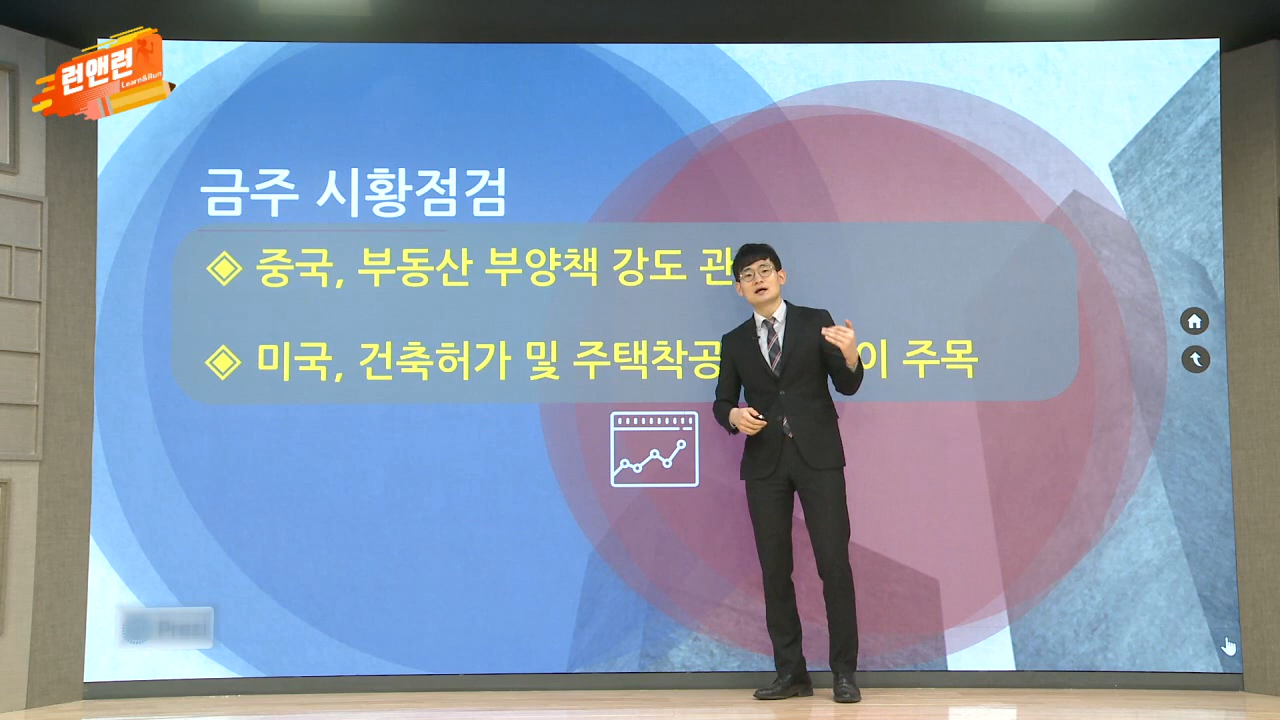 런앤런
Learn&Run
금주 시황점검
◈ 중국, 부동산 부양책 강도 관
◈ 미국, 건축허가 및 주택착공 이 주목